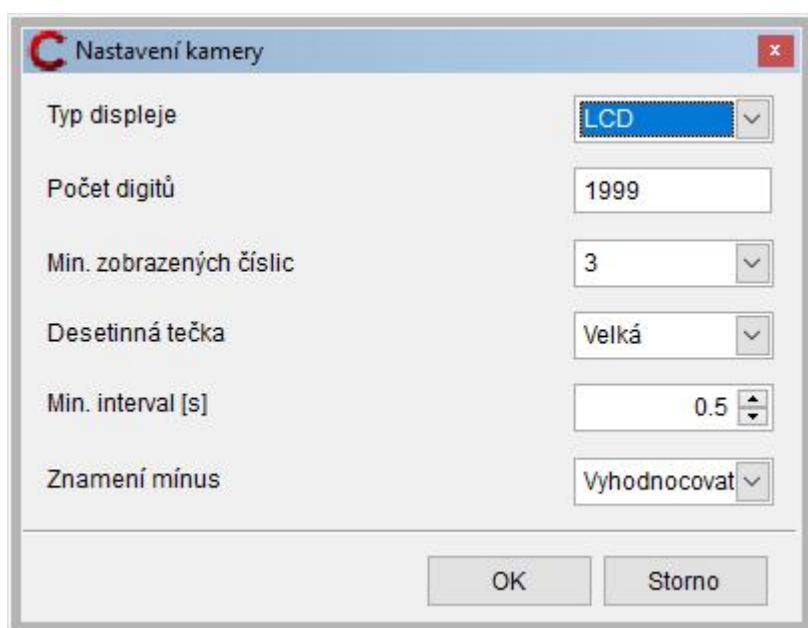 Nastavení kamery
Typ displeje LCD
Počet digitů 1999
Min. zobrazených číslic 3
Desetinná tečka Velká
Min. interval [s] 0.5
Znamení mínus Vyhodnocovat
OK Storno